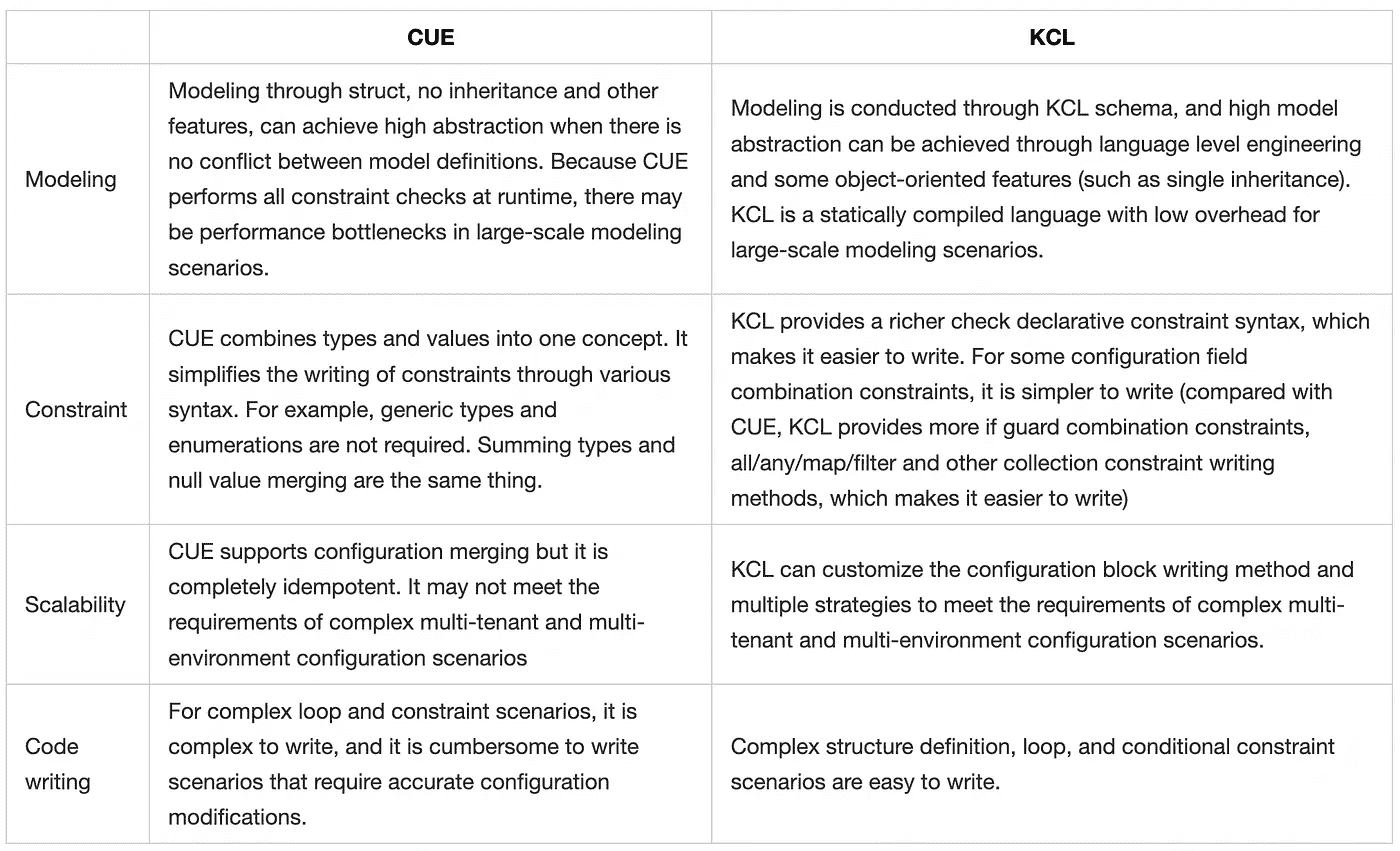 CUE
KCL
Modeling
Modeling through struct, no inheritance and other
features, can achieve high abstraction when there is
no conflict between model definitions. Because CUE
performs all constraint checks at runtime, there may
be performance bottlenecks in large-scale modeling
scenarios.
Modeling is conducted through KCL schema, and high model
abstraction can be achieved through language level engineering
and some object-oriented features (such as single inheritance).
KCL is a statically compiled language with low overhead for
large-scale modeling scenarios.
Constraint
CUE combines types and values into one concept. It
simplifies the writing of constraints through various
syntax. For example, generic types and
enumerations are not required. Summing types and
null value merging are the same thing.
KCL provides a richer check declarative constraint syntax, which
makes it easier to write. For some configuration field
combination constraints, it is simpler to write (compared with
CUE, KCL provides more if guard combination constraints,
all/any/map/filter and other collection constraint writing
methods, which makes it easier to write)
Scalability
CUE supports configuration merging but it is
completely idempotent. It may not meet the
requirements of complex multi-tenant and multi-
environment configuration scenarios
KCL can customize the configuration block writing method and
multiple strategies to meet the requirements of complex multi-
tenant and multi-environment configuration scenarios.
Code
writing
For complex loop and constraint scenarios, it is
complex to write, and it is cumbersome to write
scenarios that require accurate configuration
modifications.
Complex structure definition, loop, and conditional constraint
scenarios are easy to write.